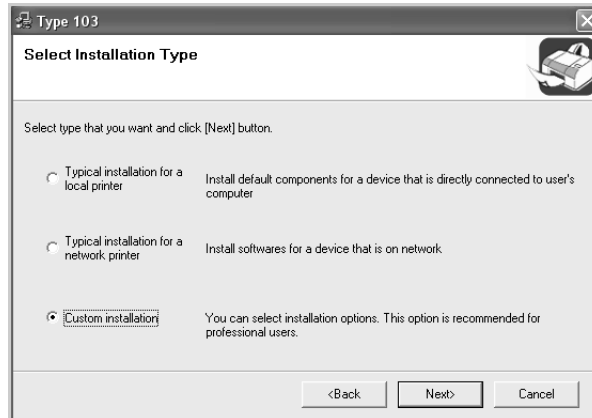 Type 103
Select Installation Type
Select type that you want and click [Next] button.
Typical installation for a
local printer
Install default components for a device that is directly connected to user's
computer
Typical installation for a
network printer
Install softwares for a device that is on network
Custom installation
You can select installation options. This option is recommended for
professional users.
<Back
Next>
Cancel